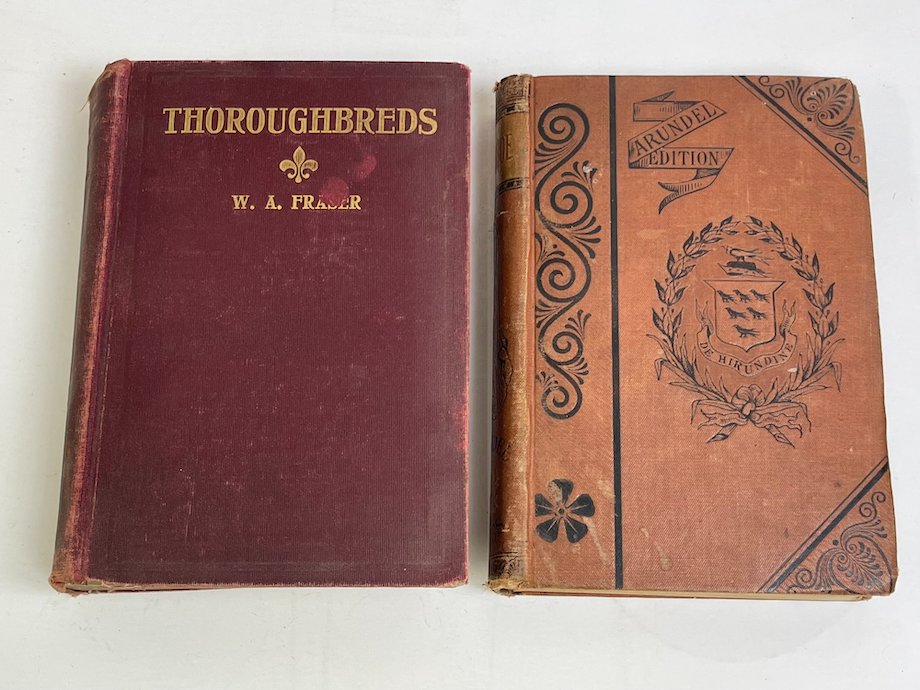 THOROUGHBREDS
W. A. FRASER
ARUNDEL
EDITION
DE HIRUNDINE